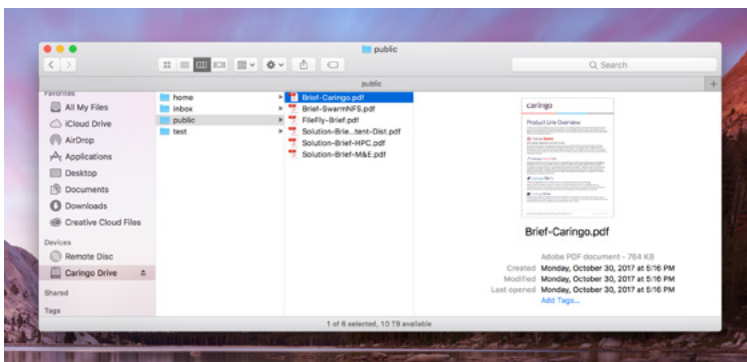 public
Search
public
Favorites
All My Files
iCloud Drive
AirDrop
Applications
Desktop
Documents
Downloads
Creative Cloud Files
Devices
Remote Disc
Caringo Drive
Shared
Tags
home
inbox
public
test
Brief-Caringo.pdf
Brief-SwarmNFS.pdf
FileFly-Brief.pdf
Solution-Brie...tent-Dist.pdf
Solution-Brief-HPC.pdf
Solution-Brief-M&E.pdf
caringo
Product Line Overview
Brief-Caringo.pdf
Adobe PDF document - 764 KB
Created Monday, October 30, 2017 at 5:16 PM
Modified Monday, October 30, 2017 at 5:16 PM
Last opened Monday, October 30, 2017 at 5:16 PM
Add Tags...
1 of 6 selected, 10 TB available